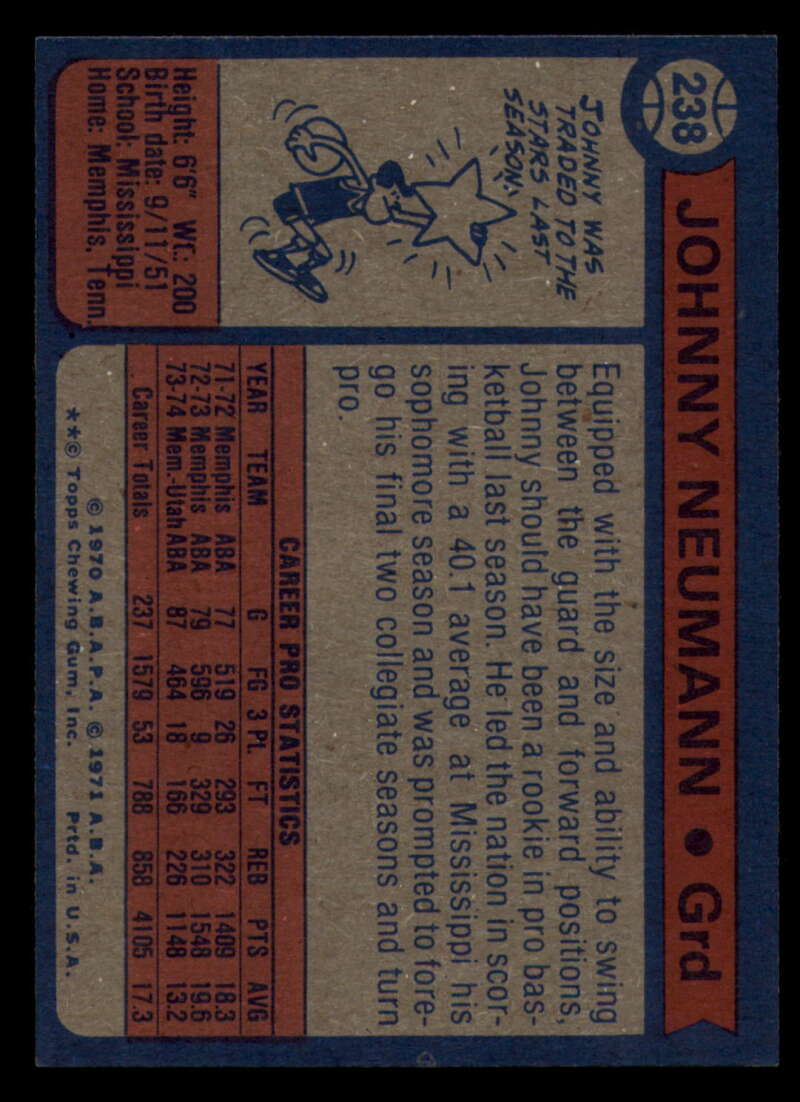 238
JOHNNY NEUMANN • Grd
JOHNNY WAS
TRADED TO THE
STARS LAST
SEASON.
Height: 6'6" Wt.: 200
Birth date: 9/11/51
School: Mississippi
Home: Memphis, Tenn.
Equipped with the size and ability to swing
between the guard and forward positions,
Johnny should have been a rookie in pro bas-
ketball last season. He led the nation in scor-
ing with a 40.1 average at Mississippi his
sophomore season and was prompted to fore-
go his final two collegiate seasons and turn
pro.
CAREER PRO STATISTICS
YEAR TEAM G FG 3 Pt. FT REB PTS AVG
71-72 Memphis ABA 77 519 26 293 322 1409 18.3
72-73 Memphis ABA 79 596 9 329 310 1548 19.6
73-74 Mem.-Utah ABA 87 464 18 166 226 1148 13.2
Career Totals 237 1579 53 788 858 4105 17.3
© 1970 A.B.A.P.A. © 1971 A.B.A.
**© Topps Chewing Gum, Inc. Prtd. in U.S.A.